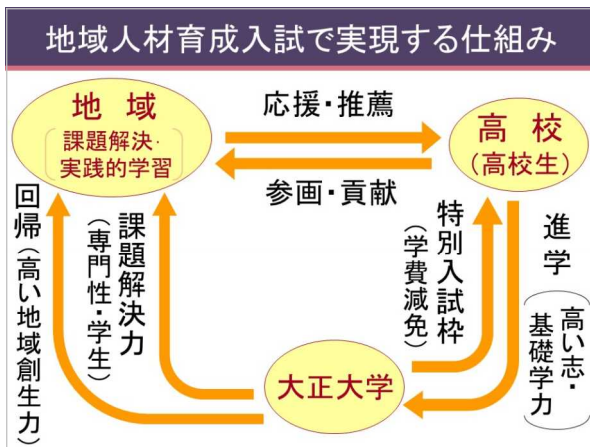 地域人材育成入試で実現する仕組み
地　域
課題解決・
実践的学習
応援・推薦
参画・貢献
高　校
(高校生)
回帰(高い地域創生力)
課題解決力
(専門性・学生)
特別入試枠
(学費減免)
進学
高い志・
基礎学力
大正大学